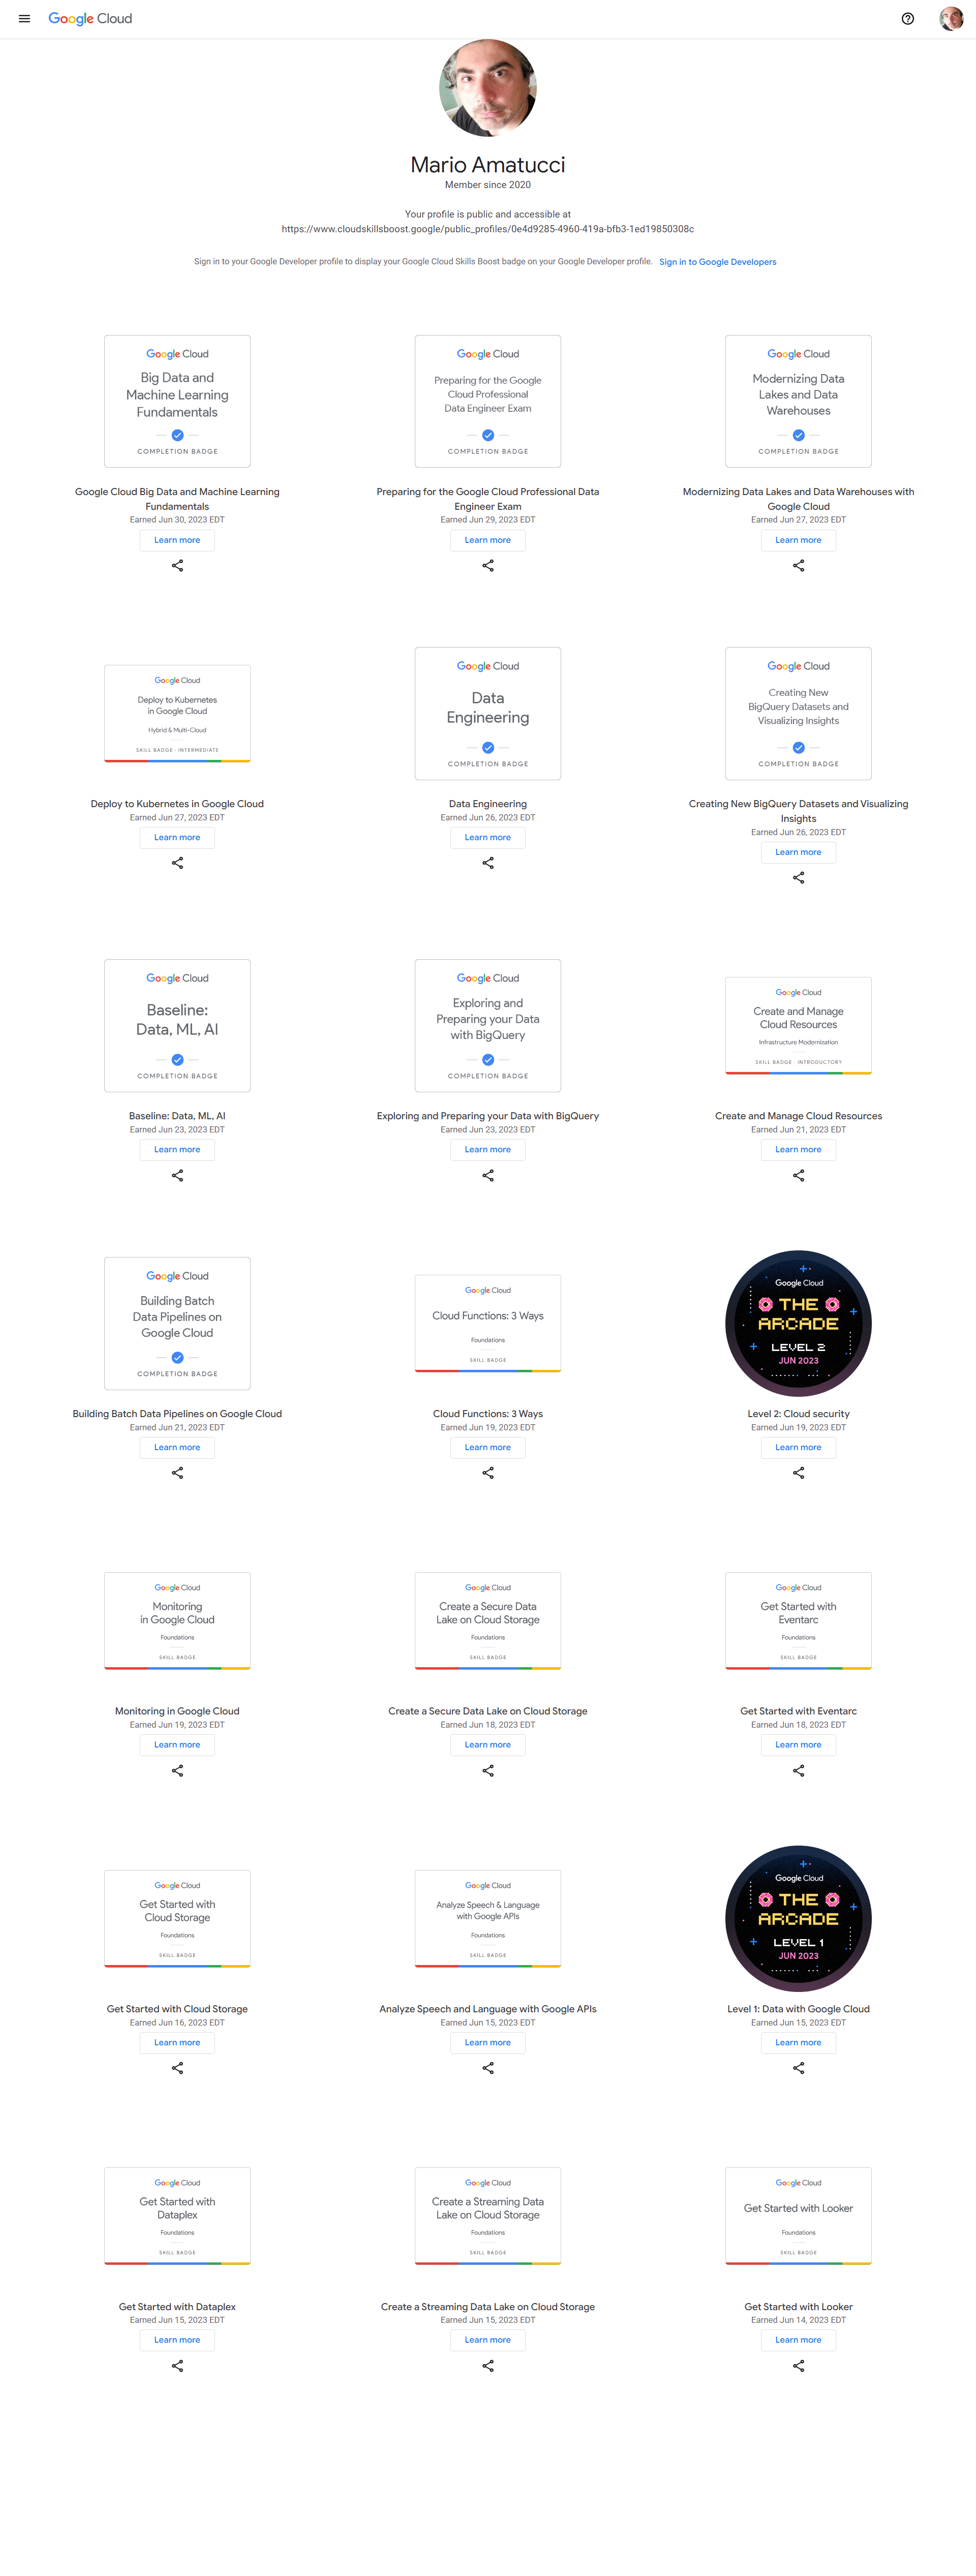 Google Cloud
Mario Amatucci
Member since 2020
Your profile is public and accessible at
https://www.cloudskillsboost.google/public_profiles/0e4d9285-4960-419a-bfb3-1ed19850308c
Sign in to your Google Developer profile to display your Google Cloud Skills Boost badge on your Google Developer profile. Sign in to Google Developers
Google Cloud
Big Data and
Machine Learning
Fundamentals
COMPLETION BADGE
Google Cloud Big Data and Machine Learning
Fundamentals
Earned Jun 30, 2023 EDT
Learn more
Google Cloud
Preparing for the Google
Cloud Professional
Data Engineer Exam
COMPLETION BADGE
Preparing for the Google Cloud Professional Data
Engineer Exam
Earned Jun 29, 2023 EDT
Learn more
Google Cloud
Modernizing Data
Lakes and Data
Warehouses
COMPLETION BADGE
Modernizing Data Lakes and Data Warehouses with
Google Cloud
Earned Jun 27, 2023 EDT
Learn more
Google Cloud
Deploy to Kubernetes
in Google Cloud
Hybrid & Multi-Cloud
SKILL BADGE · INTERMEDIATE
Deploy to Kubernetes in Google Cloud
Earned Jun 27, 2023 EDT
Learn more
Google Cloud
Data
Engineering
COMPLETION BADGE
Data Engineering
Earned Jun 26, 2023 EDT
Learn more
Google Cloud
Creating New
BigQuery Datasets and
Visualizing Insights
COMPLETION BADGE
Creating New BigQuery Datasets and Visualizing
Insights
Earned Jun 26, 2023 EDT
Learn more
Google Cloud
Baseline:
Data, ML, AI
COMPLETION BADGE
Baseline: Data, ML, AI
Earned Jun 23, 2023 EDT
Learn more
Google Cloud
Exploring and
Preparing your Data
with BigQuery
COMPLETION BADGE
Exploring and Preparing your Data with BigQuery
Earned Jun 23, 2023 EDT
Learn more
Google Cloud
Create and Manage
Cloud Resources
Infrastructure Modernization
SKILL BADGE · INTRODUCTORY
Create and Manage Cloud Resources
Earned Jun 21, 2023 EDT
Learn more
Google Cloud
Building Batch
Data Pipelines on
Google Cloud
COMPLETION BADGE
Building Batch Data Pipelines on Google Cloud
Earned Jun 21, 2023 EDT
Learn more
Google Cloud
Cloud Functions: 3 Ways
Foundations
SKILL BADGE
Cloud Functions: 3 Ways
Earned Jun 19, 2023 EDT
Learn more
Google Cloud
THE
ARCADE
LEVEL 2
JUN 2023
Level 2: Cloud security
Earned Jun 19, 2023 EDT
Learn more
Google Cloud
Monitoring
in Google Cloud
Foundations
SKILL BADGE
Monitoring in Google Cloud
Earned Jun 19, 2023 EDT
Learn more
Google Cloud
Create a Secure Data
Lake on Cloud Storage
Foundations
SKILL BADGE
Create a Secure Data Lake on Cloud Storage
Earned Jun 18, 2023 EDT
Learn more
Google Cloud
Get Started with
Eventarc
Foundations
SKILL BADGE
Get Started with Eventarc
Earned Jun 18, 2023 EDT
Learn more
Google Cloud
Get Started with
Cloud Storage
Foundations
SKILL BADGE
Get Started with Cloud Storage
Earned Jun 16, 2023 EDT
Learn more
Google Cloud
Analyze Speech & Language
with Google APIs
Foundations
SKILL BADGE
Analyze Speech and Language with Google APIs
Earned Jun 15, 2023 EDT
Learn more
Google Cloud
THE
ARCADE
LEVEL 1
JUN 2023
Level 1: Data with Google Cloud
Earned Jun 15, 2023 EDT
Learn more
Google Cloud
Get Started with
Dataplex
Foundations
SKILL BADGE
Get Started with Dataplex
Earned Jun 15, 2023 EDT
Learn more
Google Cloud
Create a Streaming Data
Lake on Cloud Storage
Foundations
SKILL BADGE
Create a Streaming Data Lake on Cloud Storage
Earned Jun 15, 2023 EDT
Learn more
Google Cloud
Get Started with Looker
Foundations
SKILL BADGE
Get Started with Looker
Earned Jun 14, 2023 EDT
Learn more